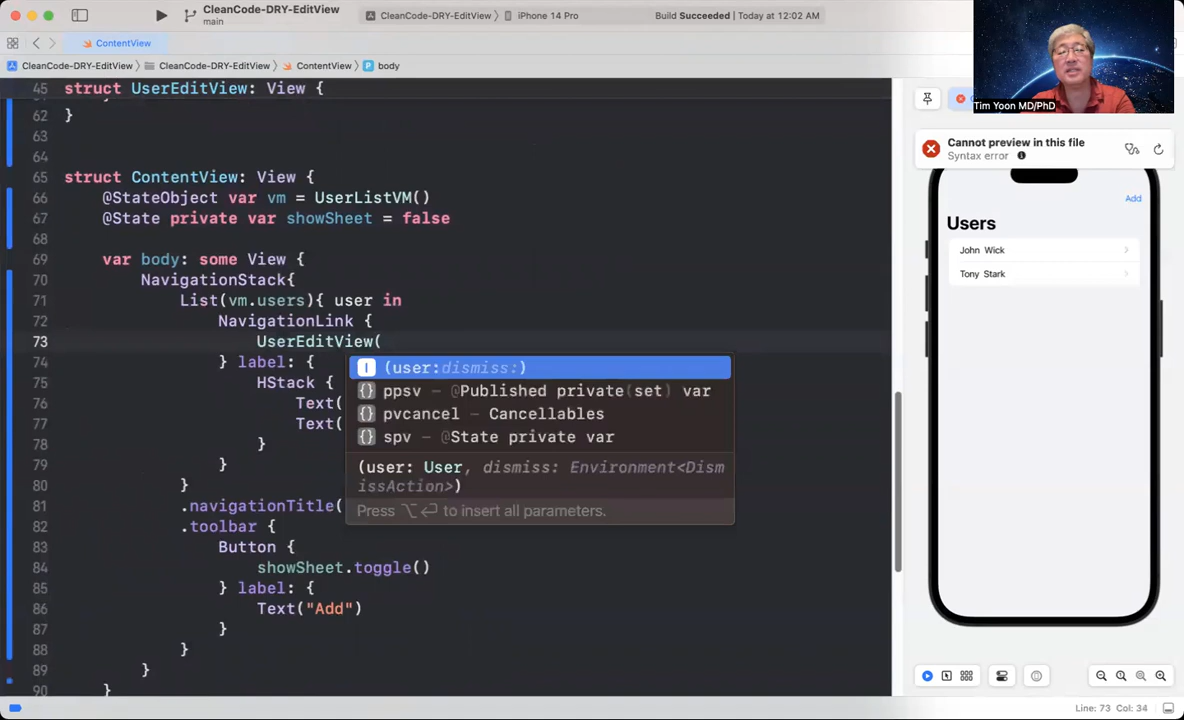 CleanCode-DRY-EditView
main
CleanCode-DRY-EditView
iPhone 14 Pro
Build Succeeded | Today at 12:02 AM
ContentView
CleanCode-DRY-EditView
CleanCode-DRY-EditView
ContentView
body
45 struct UserEditView: View {
62 }
63
64
65 struct ContentView: View {
66 @StateObject var vm = UserListVM()
67 @State private var showSheet = false
68
69 var body: some View {
70 NavigationStack{
71 List(vm.users){ user in
72 NavigationLink {
73 UserEditView(
74 } label: {
75 HStack {
76 Text(
77 Text(
78 }
79 }
80 }
81 .navigationTitle(
82 .toolbar {
83 Button {
84 showSheet.toggle()
85 } label: {
86 Text("Add")
87 }
88 }
89 }
90 }
(user:dismiss:)
ppsv – @Published private(set) var
pvcancel – Cancellables
spv – @State private var
(user: User, dismiss: Environment<Dism
issAction>)
Press ⌥⏎ to insert all parameters.
Tim Yoon MD/PhD
Cannot preview in this file
Syntax error
Add
Users
John Wick
Tony Stark
Line: 73 Col: 34